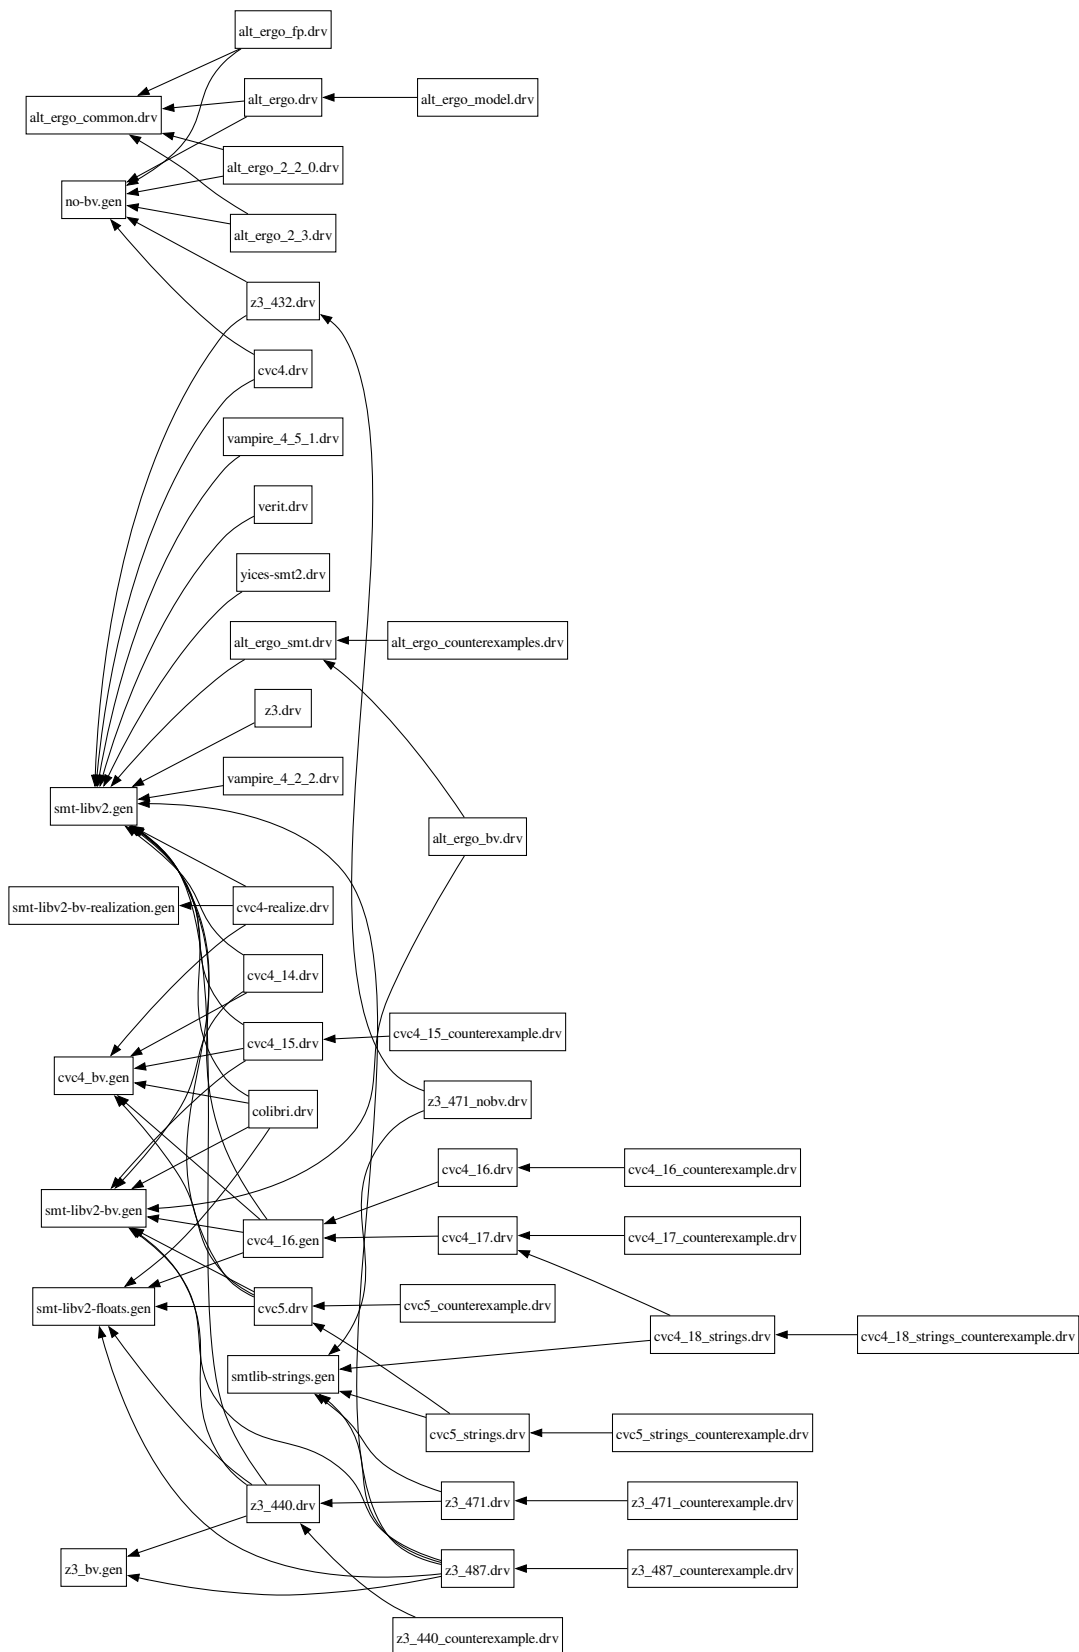 alt_ergo_fp.drv
alt_ergo.drv
alt_ergo_model.drv
alt_ergo_common.drv
alt_ergo_2_2_0.drv
no-bv.gen
alt_ergo_2_3.drv
z3_432.drv
cvc4.drv
vampire_4_5_1.drv
verit.drv
yices-smt2.drv
alt_ergo_smt.drv
alt_ergo_counterexamples.drv
z3.drv
vampire_4_2_2.drv
smt-libv2.gen
alt_ergo_bv.drv
smt-libv2-bv-realization.gen
cvc4-realize.drv
cvc4_14.drv
cvc4_15.drv
cvc4_15_counterexample.drv
cvc4_bv.gen
colibri.drv
z3_471_nobv.drv
cvc4_16.drv
cvc4_16_counterexample.drv
smt-libv2-bv.gen
cvc4_16.gen
cvc4_17.drv
cvc4_17_counterexample.drv
smt-libv2-floats.gen
cvc5.drv
cvc5_counterexample.drv
cvc4_18_strings.drv
cvc4_18_strings_counterexample.drv
smtlib-strings.gen
cvc5_strings.drv
cvc5_strings_counterexample.drv
z3_440.drv
z3_471.drv
z3_471_counterexample.drv
z3_bv.gen
z3_487.drv
z3_487_counterexample.drv
z3_440_counterexample.drv